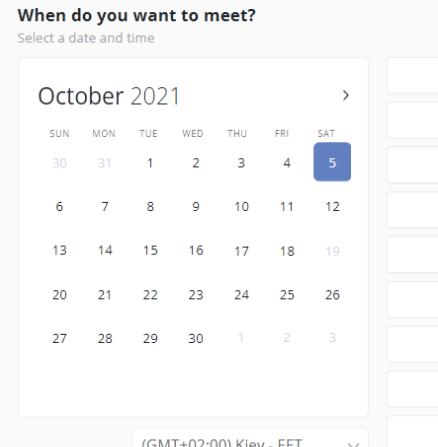 When do you want to meet?
Select a date and time
October 2021
SUN MON TUE WED THU FRI SAT
30 31 1 2 3 4 5
6 7 8 9 10 11 12
13 14 15 16 17 18 19
20 21 22 23 24 25 26
27 28 29 30 1 2 3
(GMT+02:00) Kiev - EET